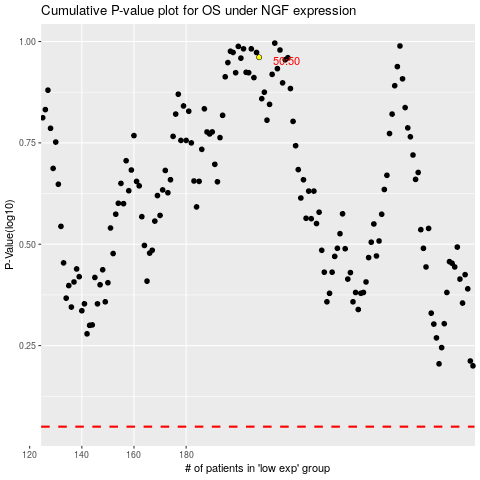 Cumulative P-value plot for OS under NGF expression
P-Value(log10)
1.00
0.75
0.50
0.25
50:50
120 140 160 180
# of patients in 'low exp' group